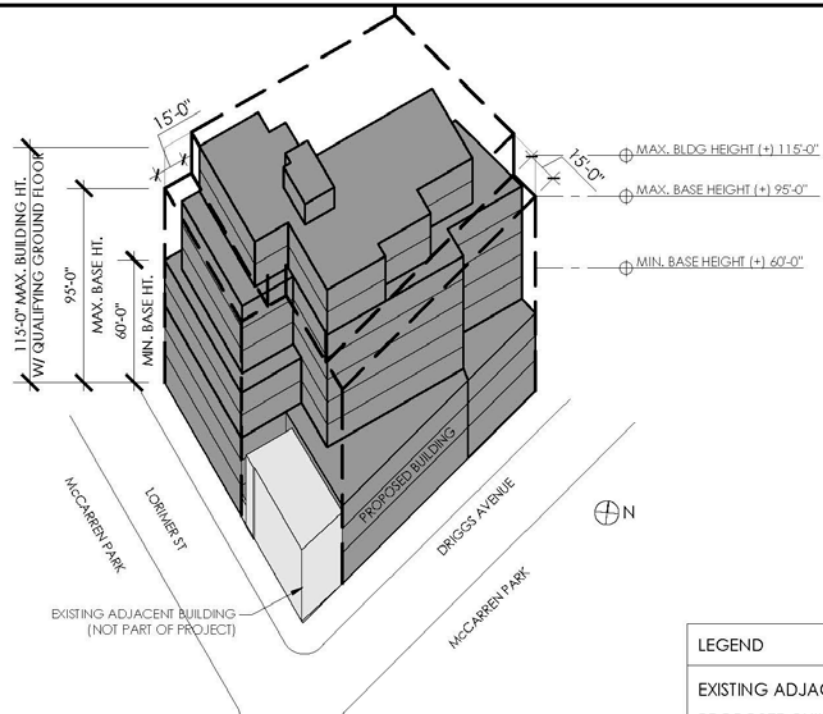 15'-0"
15'-0"
MAX. BLDG HEIGHT (+) 115'-0"
MAX. BASE HEIGHT (+) 95'-0"
MIN. BASE HEIGHT (+) 60'-0"
115'-0" MAX. BUILDING HT.
W/ QUALIFYING GROUND FLOOR
95'-0"
MAX. BASE HT.
60'-0"
MIN. BASE HT.
PROPOSED BUILDING
McCARREN PARK
LORIMER ST
DRIGGS AVENUE
N
McCARREN PARK
EXISTING ADJACENT BUILDING
(NOT PART OF PROJECT)
LEGEND
EXISTING ADJAC